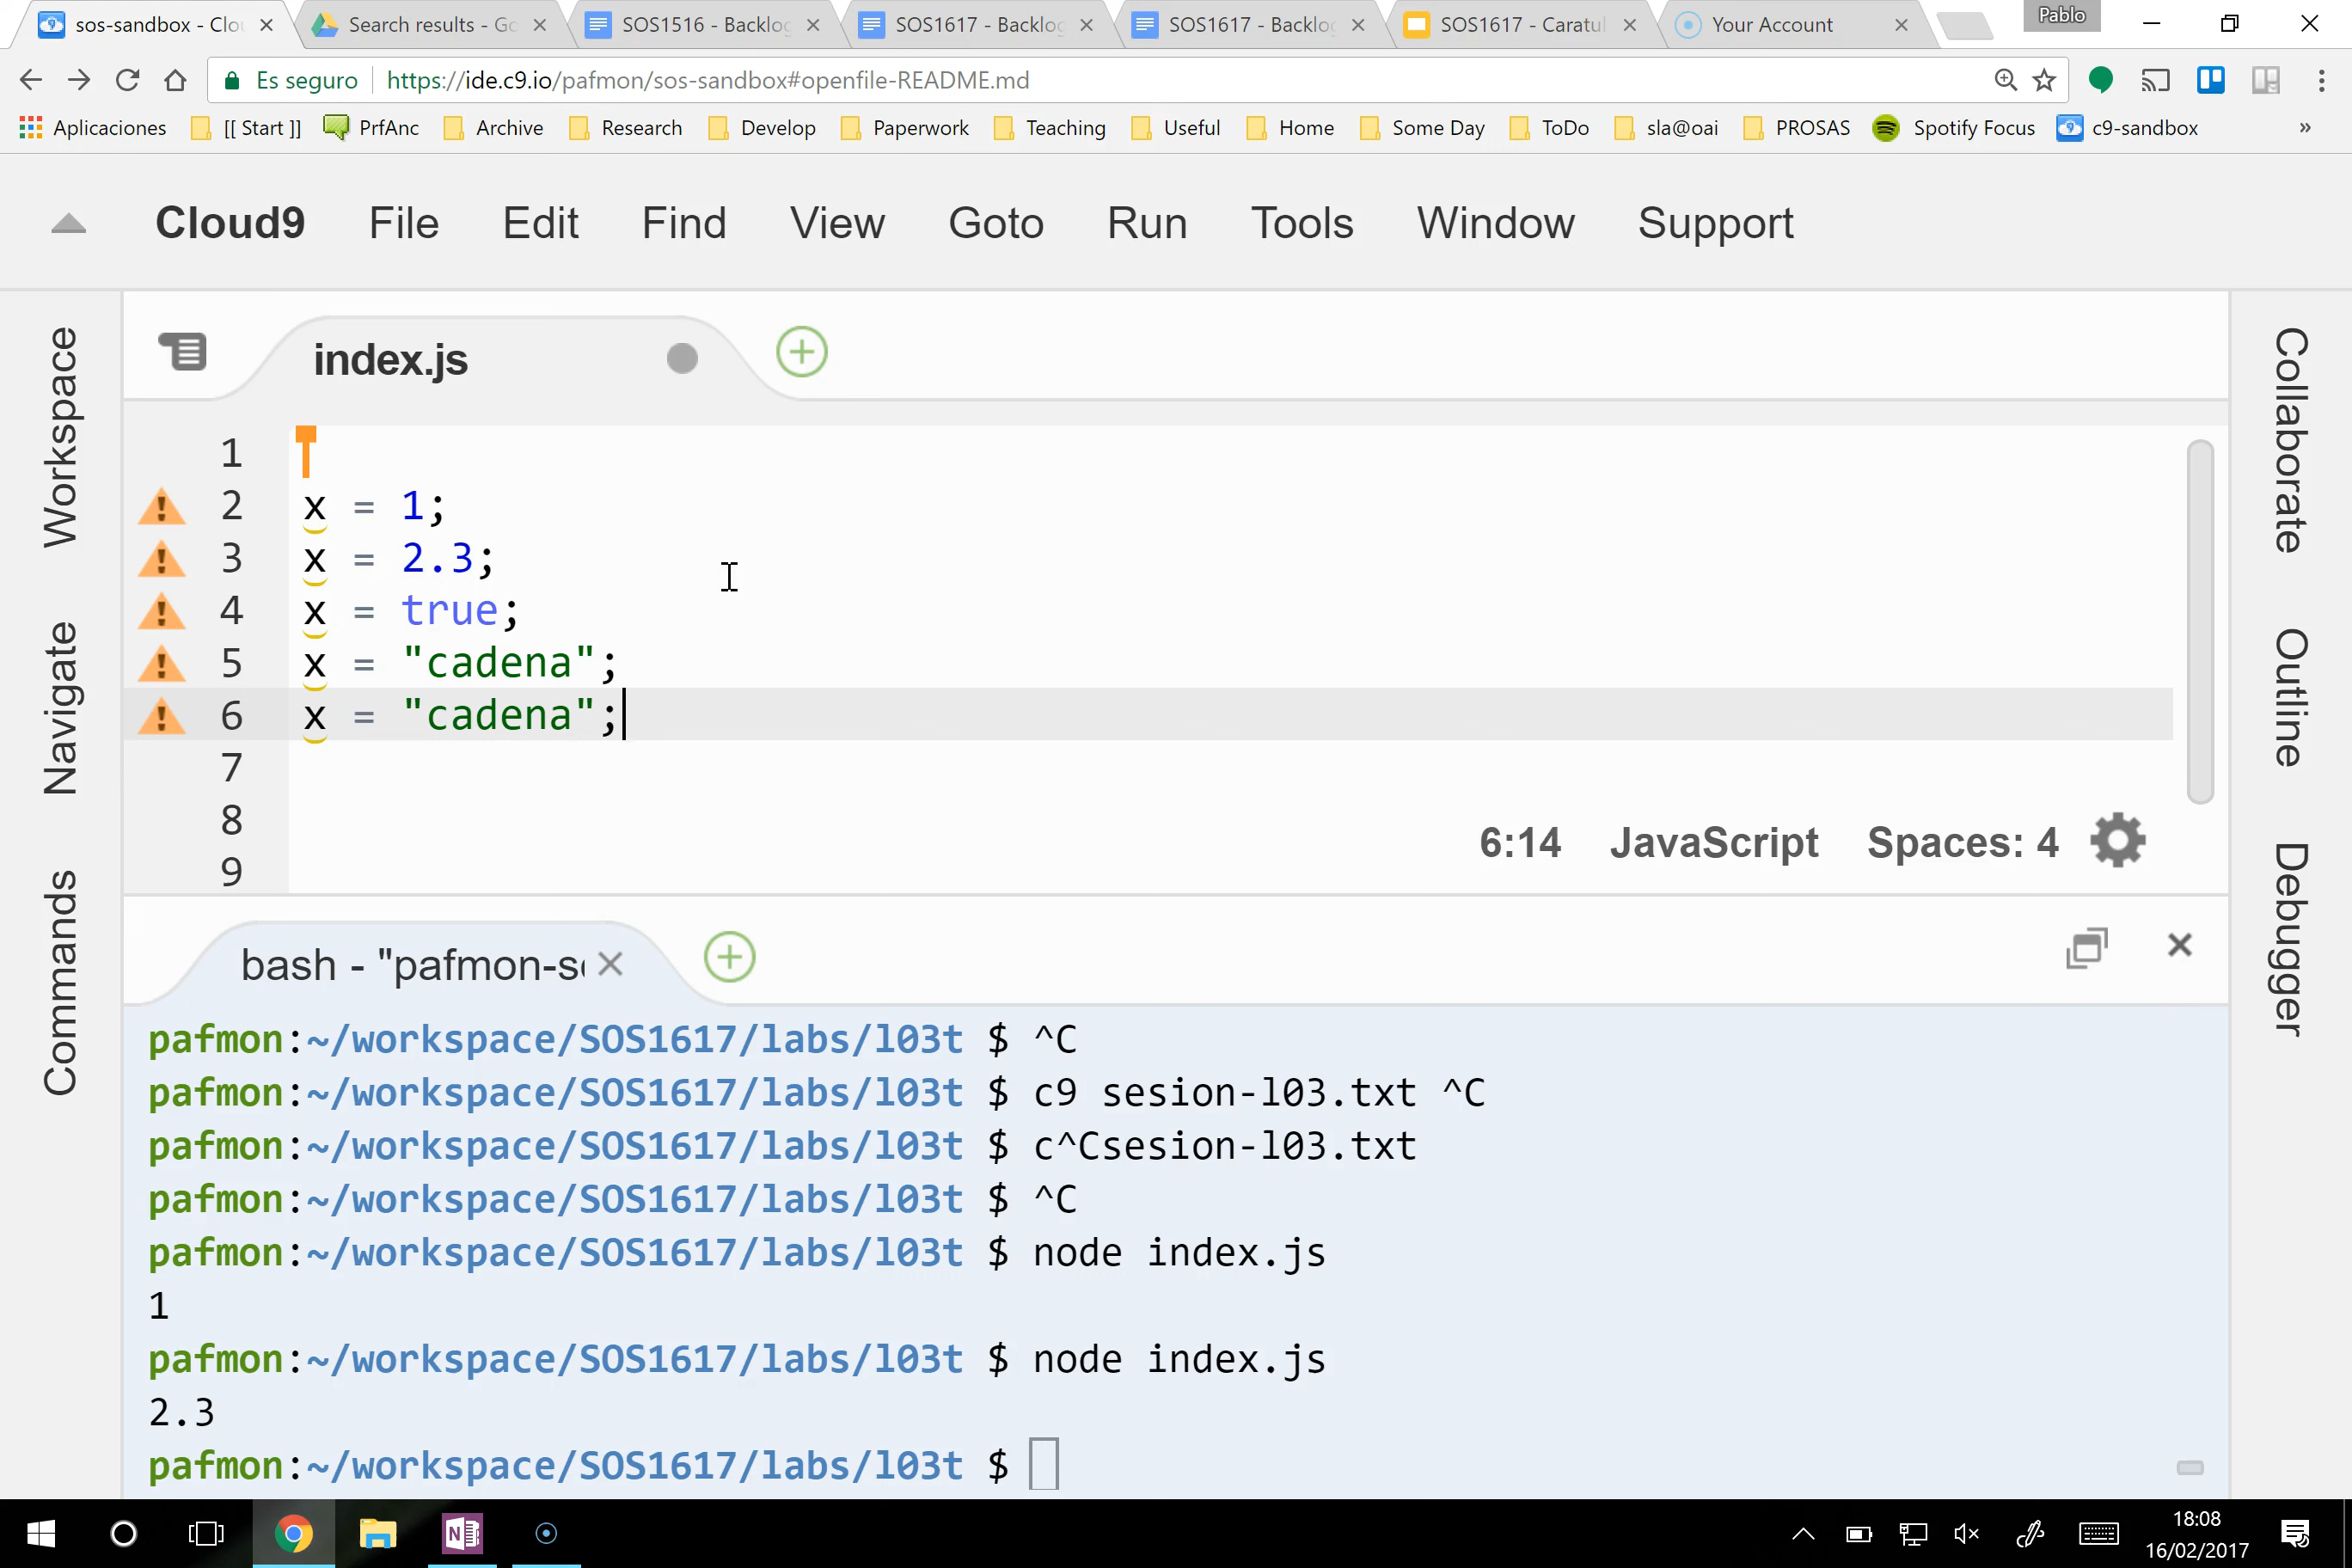 sos-sandbox - Clo
Search results - Go
SOS1516 - Backlog
SOS1617 - Backlog
SOS1617 - Backlog
SOS1617 - Caratul
Your Account
Pablo
Es seguro
https://ide.c9.io/pafmon/sos-sandbox#openfile-README.md
Aplicaciones
[[ Start ]]
PrfAnc
Archive
Research
Develop
Paperwork
Teaching
Useful
Home
Some Day
ToDo
sla@oai
PROSAS
Spotify Focus
c9-sandbox
»
Cloud9 File Edit Find View Goto Run Tools Window Support
Workspace
Navigate
Commands
Collaborate
Outline
Debugger
index.js
1
2 x = 1;
3 x = 2.3;
4 x = true;
5 x = "cadena";
6 x = "cadena";
7
8
9
6:14 JavaScript Spaces: 4
bash - "pafmon-so
pafmon:~/workspace/SOS1617/labs/l03t $ ^C
pafmon:~/workspace/SOS1617/labs/l03t $ c9 sesion-l03.txt ^C
pafmon:~/workspace/SOS1617/labs/l03t $ c^Csesion-l03.txt
pafmon:~/workspace/SOS1617/labs/l03t $ ^C
pafmon:~/workspace/SOS1617/labs/l03t $ node index.js
1
pafmon:~/workspace/SOS1617/labs/l03t $ node index.js
2.3
pafmon:~/workspace/SOS1617/labs/l03t $
18:08
16/02/2017